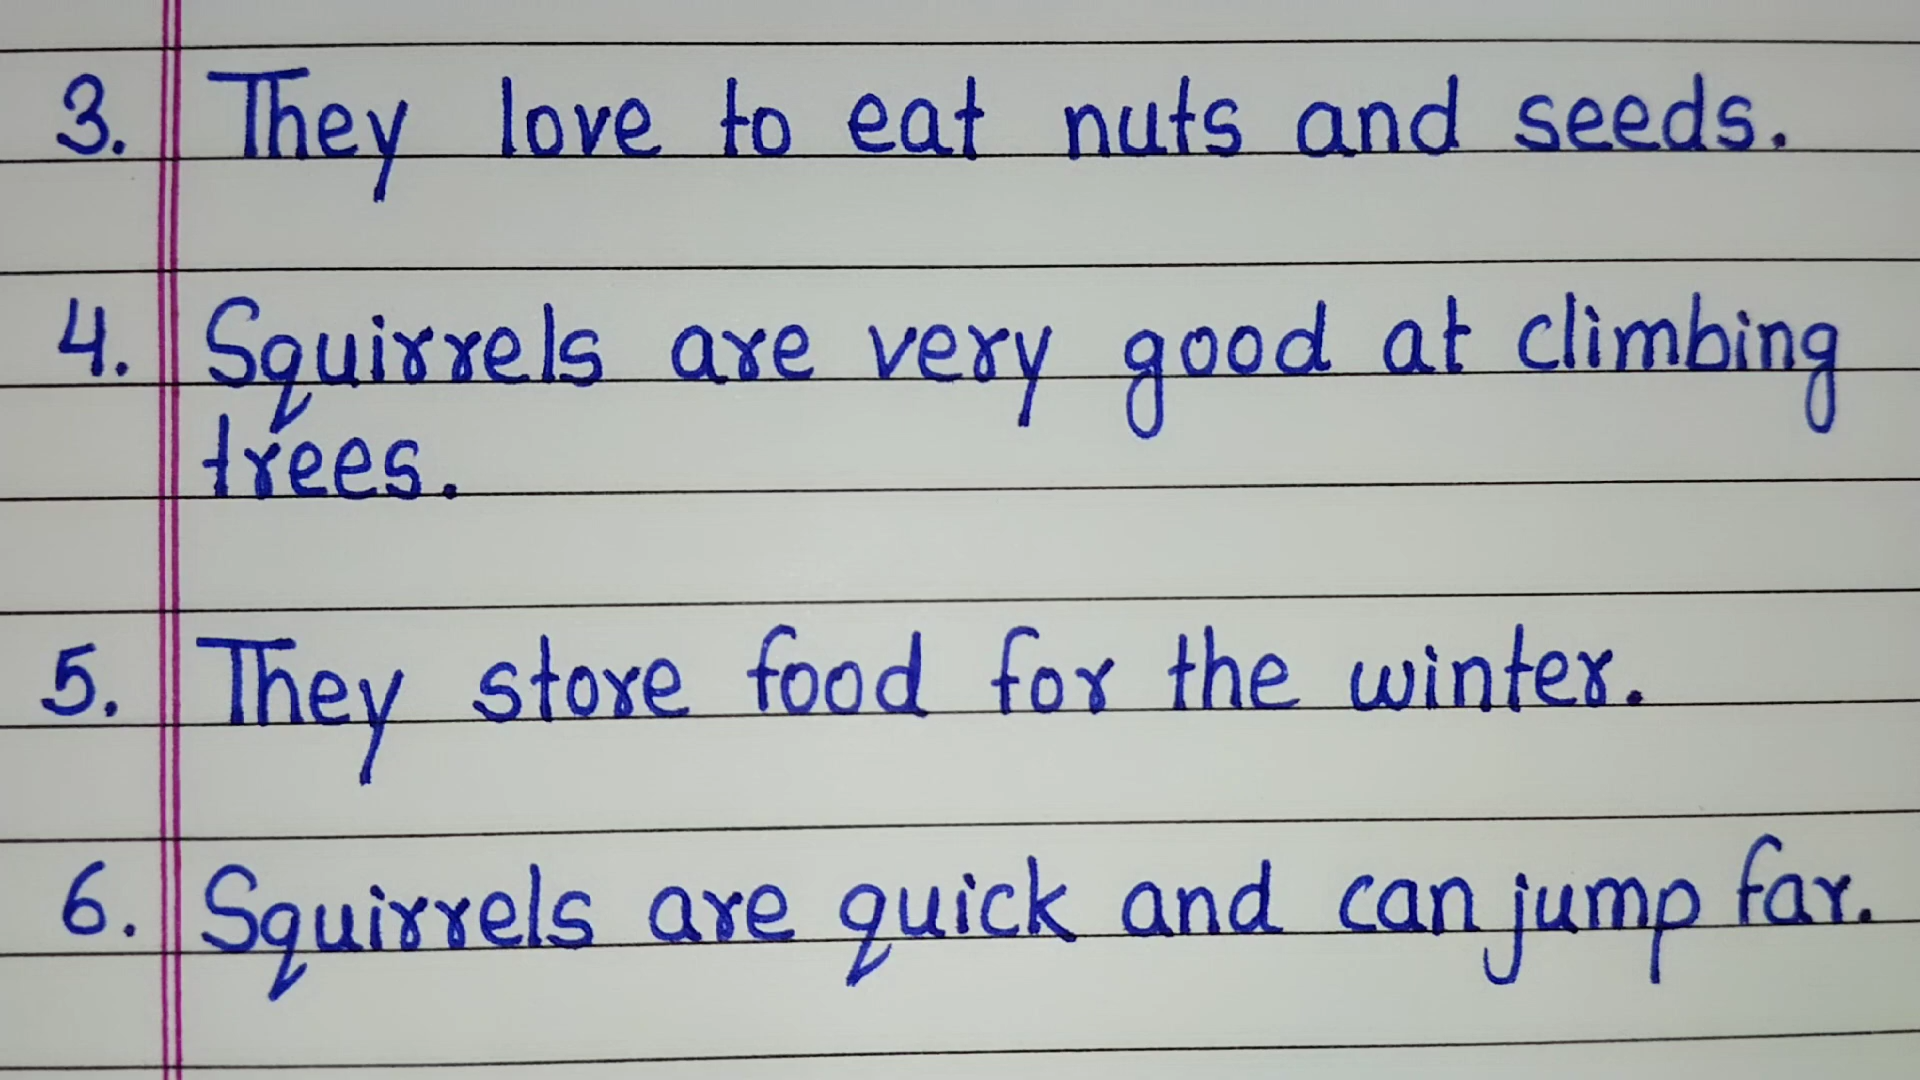 3. They love to eat nuts and seeds.
4. Squirrels are very good at climbing
trees.
5. They store food for the winter.
6. Squirrels are quick and can jump far.